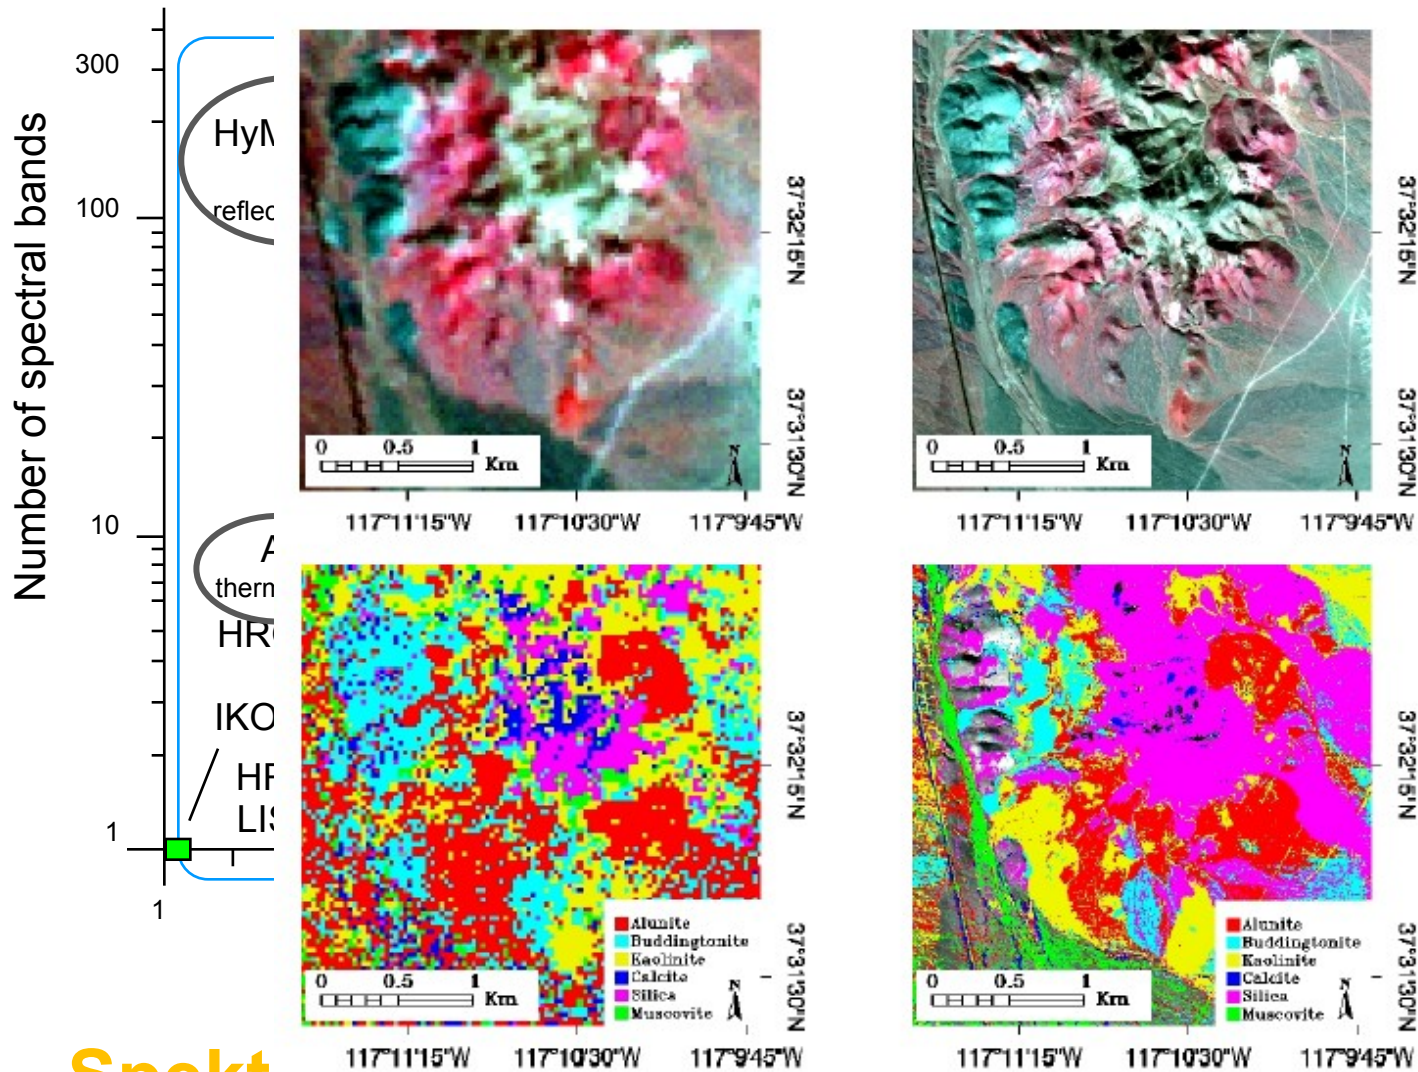 Number of spectral bands
300
100
10
1
1
HyM
reflec
A
therm
HR
IKO
HR
LIS
Spekt
0 0.5 1
Km
N
117°11'15"W 117°10'30"W 117°9'45"W
37°32'15"N
37°31'30"N
0 0.5 1
Km
N
117°11'15"W 117°10'30"W 117°9'45"W
37°32'15"N
37°31'30"N
Alunite
Buddingtonite
Kaolinite
Calcite
Silica
Muscovite
0 0.5 1
Km
N
117°11'15"W 117°10'30"W 117°9'45"W
37°32'15"N
37°31'30"N
Alunite
Buddingtonite
Kaolinite
Calcite
Silica
Muscovite
0 0.5 1
Km
N
117°11'15"W 117°10'30"W 117°9'45"W
37°32'15"N
37°31'30"N